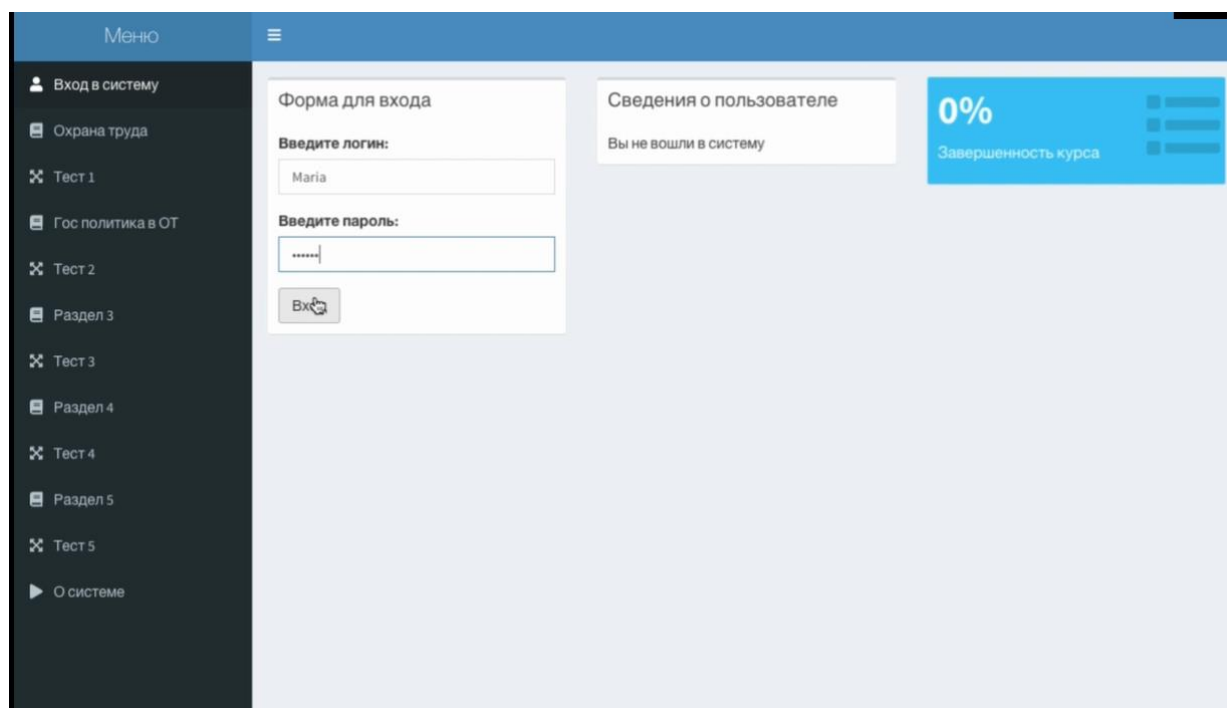 Меню
Вход в систему
Охрана труда
Тест 1
Гос политика в ОТ
Тест 2
Раздел 3
Тест 3
Раздел 4
Тест 4
Раздел 5
Тест 5
О системе
Форма для входа
Введите логин:
Maria
Введите пароль:
••••••
Сведения о пользователе
Вы не вошли в систему
0%
Завершенность курса